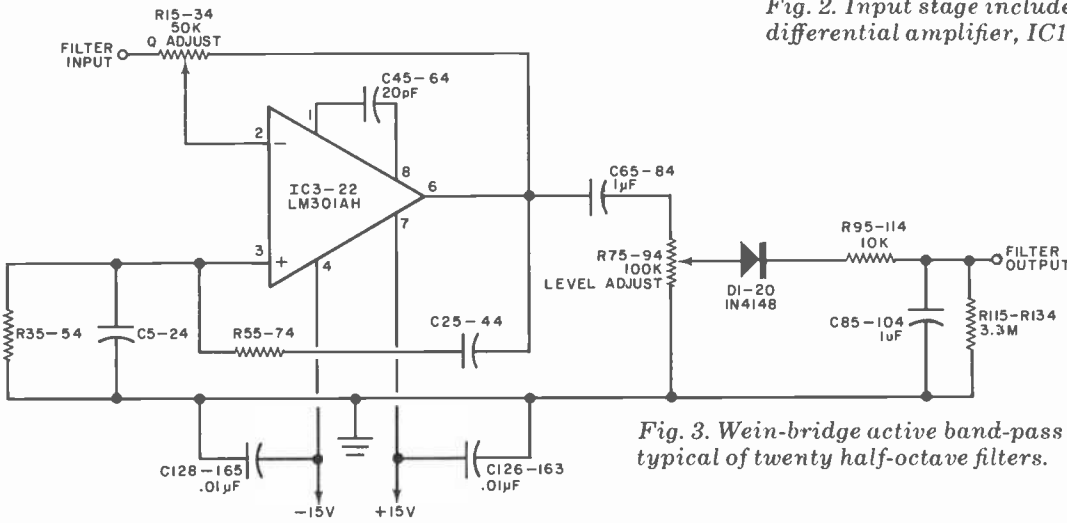 Fig. 2. Input stage include
differential amplifier, IC1
R15-34
50K
Q ADJUST
FILTER
INPUT
C45-64
20pF
1
2
-
8
IC3-22
LM301AH
6
7
3
+
4
C65-84
1µF
R75-94
100K
LEVEL ADJUST
D1-20
IN4148
R95-114
10K
FILTER
OUTPUT
C85-104
1µF
R115-R134
3.3M
R35-54
C5-24
R55-74
C25-44
C128-165
.01µF
C126-163
.01µF
-15V
+15V
Fig. 3. Wein-bridge active band-pass
typical of twenty half-octave filters.